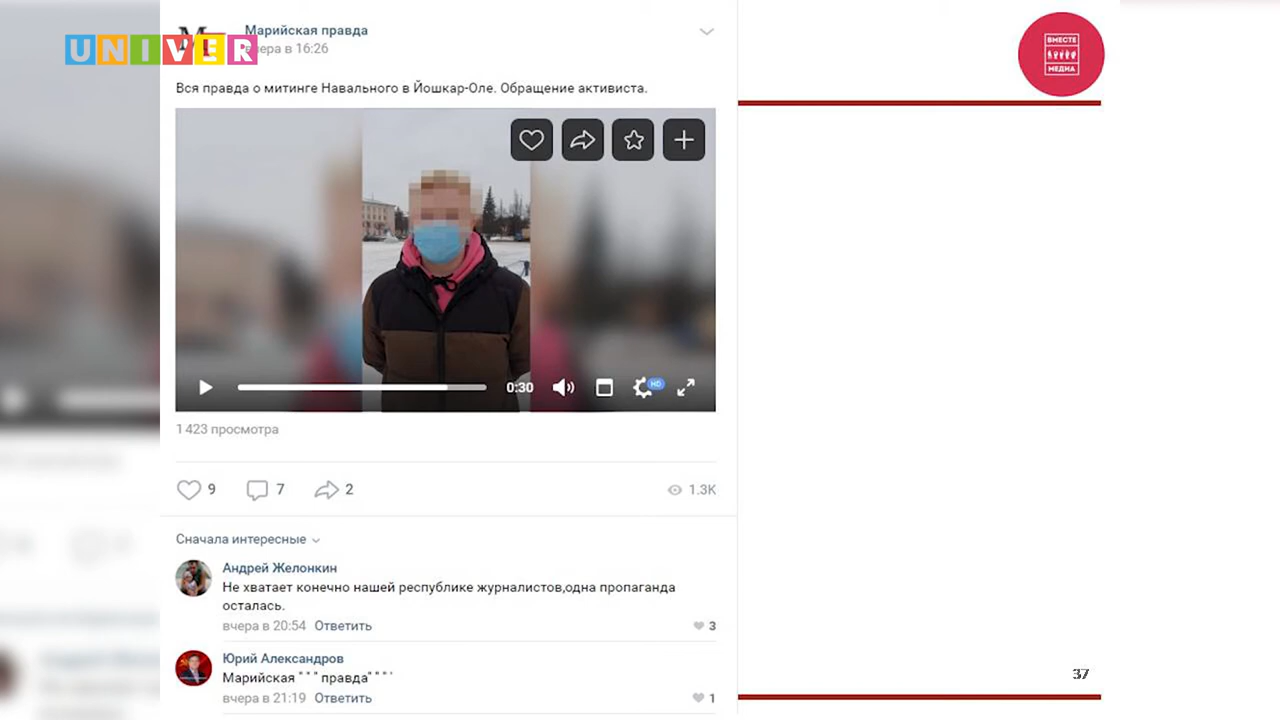 UNIVER
Марийская правда
вчера в 16:26
ВМЕСТЕ
МЕДИА
Вся правда о митинге Навального в Йошкар-Оле. Обращение активиста.
0:30
HD
1 423 просмотра
9 7 2 1.3K
Сначала интересные
Андрей Желонкин
Не хватает конечно нашей республике журналистов,одна пропаганда
осталась.
вчера в 20:54 Ответить 3
Юрий Александров
Марийская """правда""""
вчера в 21:19 Ответить 1
37